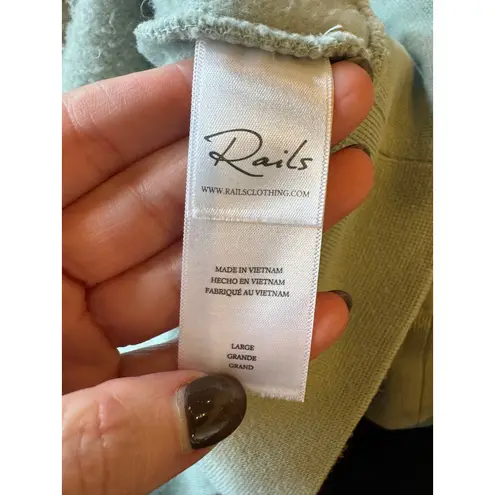 Rails
WWW.RAILSCLOTHING.COM
MADE IN VIETNAM
HECHO EN VIETNAM
FABRIQUÉ AU VIETNAM
LARGE
GRANDE
GRAND